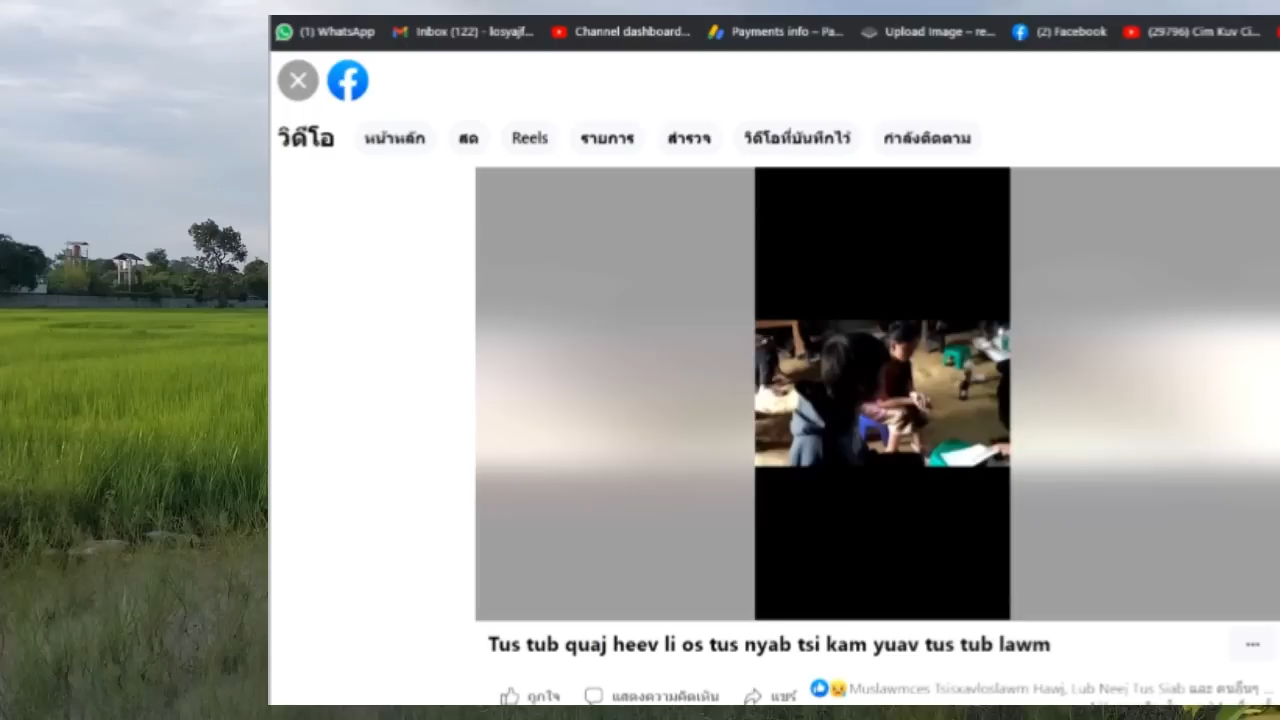 (1) WhatsApp Inbox (122) - losyajf... Channel dashboard... Payments info – Pa... Upload Image – re... (2) Facebook (29796) Cim Kuv Ci...
วิดีโอ หน้าหลัก สด Reels รายการ สำรวจ วิดีโอที่บันทึกไว้ กำลังติดตาม
Tus tub quaj heev li os tus nyab tsi kam yuav tus tub lawm ...
ถูกใจ แสดงความคิดเห็น แชร์ Muslawmces Tsisxavloslawm Hawj, Lub Neej Tus Siab และ คนอื่นๆ ...